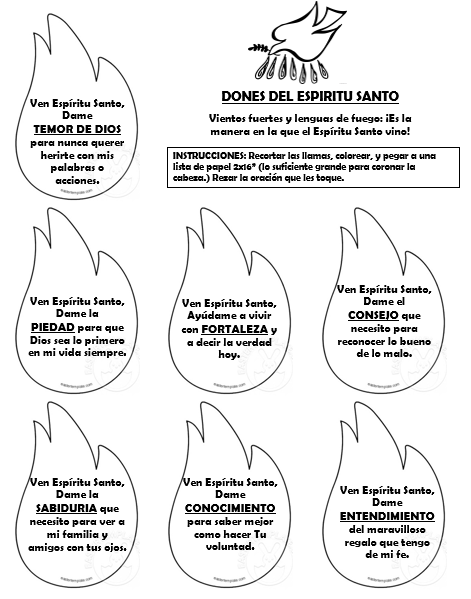 DONES DEL ESPIRITU SANTO
Vientos fuertes y lenguas de fuego: ¡Es la
manera en la que el Espíritu Santo vino!
INSTRUCCIONES: Recortar las llamas, colorear, y pegar a una
lista de papel 2x16" (lo suficiente grande para coronar la
cabeza.) Rezar la oración que les toque.
Ven Espíritu Santo,
Dame
TEMOR DE DIOS
para nunca querer
herirte con mis
palabras o
acciones.
Ven Espíritu Santo,
Dame la
PIEDAD para que
Dios sea lo primero
en mi vida siempre.
Ven Espíritu Santo,
Ayúdame a vivir
con FORTALEZA y
a decir la verdad
hoy.
Ven Espíritu Santo,
Dame el
CONSEJO que
necesito para
reconocer lo bueno
de lo malo.
Ven Espíritu Santo,
Dame la
SABIDURIA que
necesito para ver a
mi familia y
amigos con tus ojos.
Ven Espíritu Santo,
Dame
CONOCIMIENTO
para saber mejor
como hacer Tu
voluntad.
Ven Espíritu Santo,
Dame
ENTENDIMIENTO
del maravilloso
regalo que tengo
de mi fe.